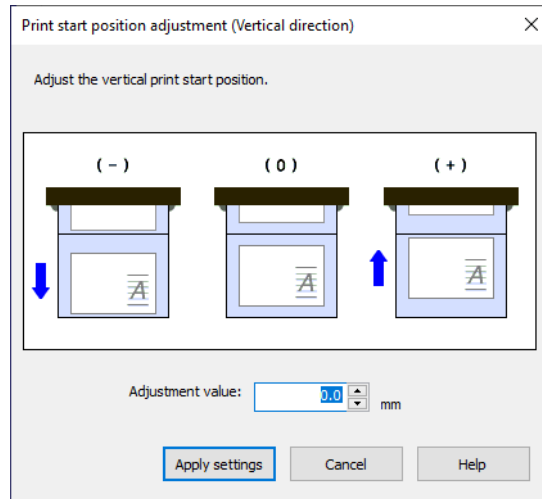 Print start position adjustment (Vertical direction)
Adjust the vertical print start position.
( - ) ( 0 ) ( + )
A A A
Adjustment value: 0.0 mm
Apply settings Cancel Help